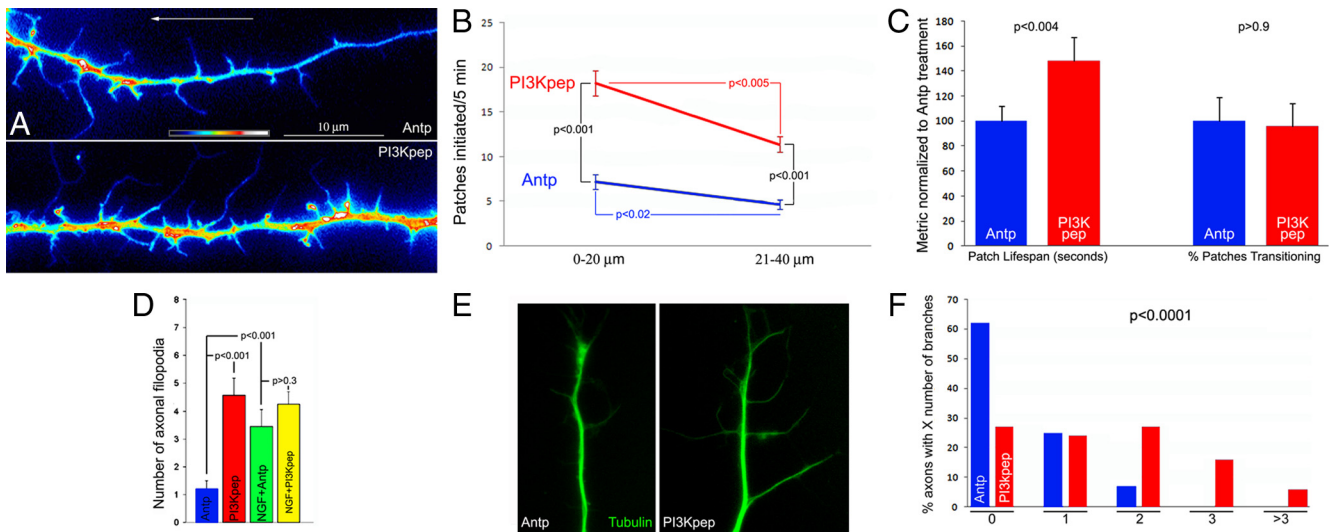 A
Antp
10 μm
PI3Kpep
B
Patches initiated/5 min
25
20
15
10
5
0
PI3Kpep
p<0.005
p<0.001
p<0.001
Antp
p<0.02
0-20 μm
21-40 μm
C
Metric normalized to Antp treatment
200
180
160
140
120
100
80
60
40
20
0
p<0.004
p>0.9
Antp
PI3K
pep
Antp
PI3K
pep
Patch Lifespan (seconds)
% Patches Transitioning
D
Number of axonal filopodia
8
7
6
5
4
3
2
1
0
p<0.001
p<0.001
p>0.3
Antp
PI3Kpep
NGF+Antp
NGF+PI3Kpep
E
Antp
Tubulin
PI3Kpep
F
% axons with X number of branches
70
60
50
40
30
20
10
0
p<0.0001
Antp
PI3kpep
0
1
2
3
>3